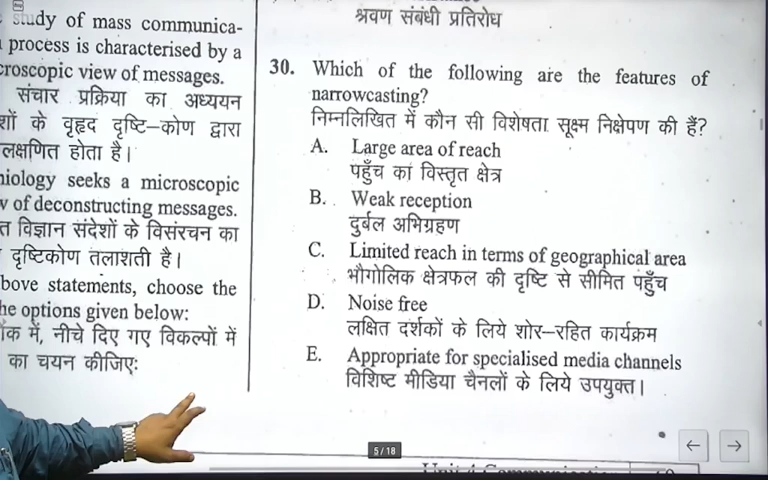 study of mass communica-
process is characterised by a
croscopic view of messages.
संचार प्रक्रिया का अध्ययन
शों के वृहद दृष्टि–कोण द्वारा
लक्षणित होता है।
niology seeks a microscopic
v of deconstructing messages.
त विज्ञान संदेशों के विसंरचन का
दृष्टिकोण तलाशती है।
bove statements, choose the
he options given below:
में, नीचे दिए गए विकल्पों में
का चयन कीजिएः
श्रवण संबंधी प्रतिरोध
30. Which of the following are the features of
narrowcasting?
निम्नलिखित में कौन सी विशेषता सूक्ष्म निक्षेपण की हैं?
A. Large area of reach
पहुँच का विस्तृत क्षेत्र
B. Weak reception
दुर्बल अभिग्रहण
C. Limited reach in terms of geographical area
भौगोलिक क्षेत्रफल की दृष्टि से सीमित पहुँच
D. Noise free
लक्षित दर्शकों के लिये शोर–रहित कार्यक्रम
E. Appropriate for specialised media channels
विशिष्ट मीडिया चैनलों के लिये उपयुक्त।
5 / 18